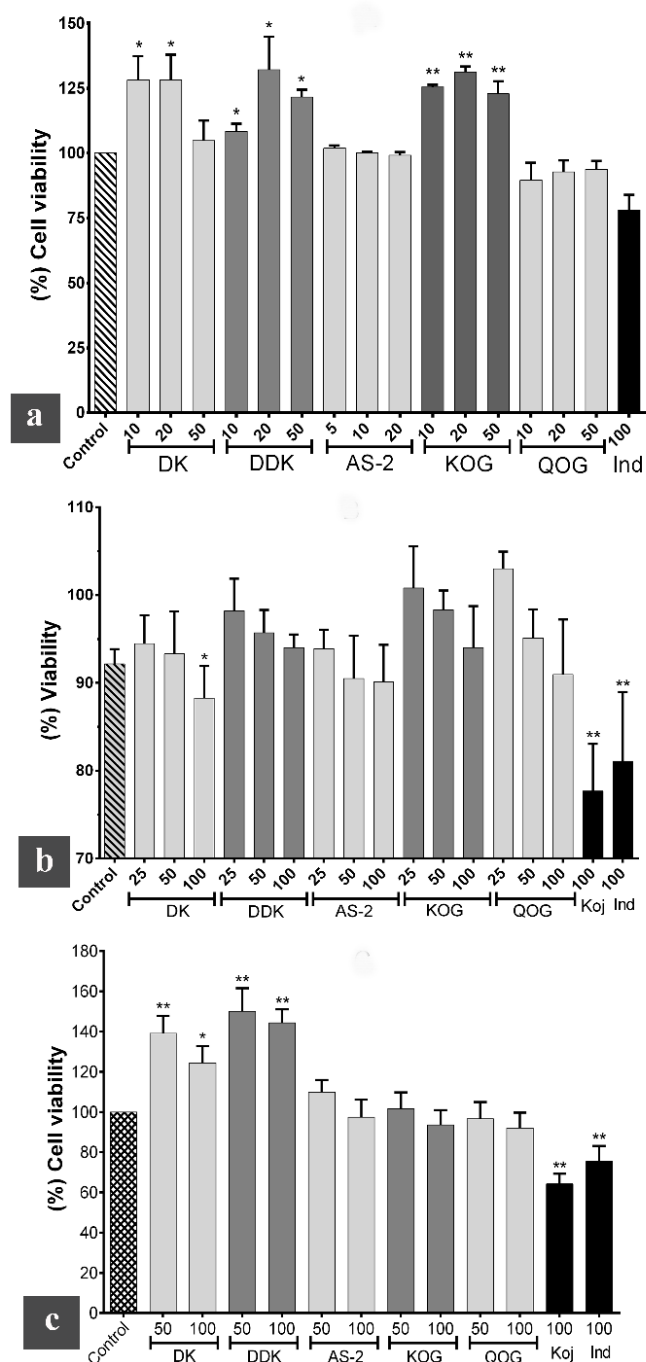 150
125
100
75
50
25
0
(%) Cell viability
* * * * * ** ** **
a
Control 10 20 50 10 20 50 5 10 20 10 20 50 10 20 50 100
DK DDK AS-2 KOG QOG Ind
110
100
90
80
70
(%) Viability
* ** **
b
Control 25 50 100 25 50 100 25 50 100 25 50 100 25 50 100 100 100
DK DDK AS-2 KOG QOG Koj Ind
180
160
140
120
100
80
60
40
20
0
(%) Cell viability
** * ** ** ** **
c
Control 50 100 50 100 50 100 50 100 50 100 100 100
DK DDK AS-2 KOG QOG Koj Ind